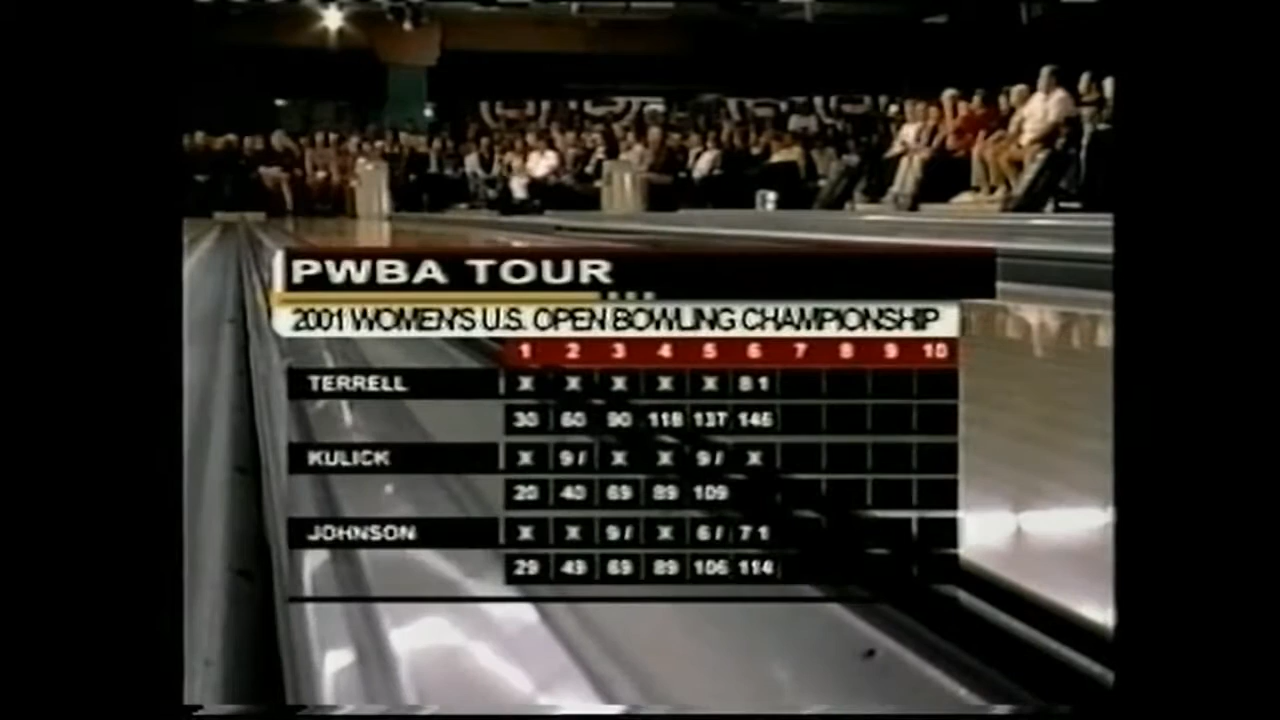 PWBA TOUR
2001 WOMEN'S U.S. OPEN BOWLING CHAMPIONSHIP
1 2 3 4 5 6 7 8 9 10
TERRELL X X X X X 8 1
30 60 90 118 137 146
KULICK X 9 / X X 9 / X
20 40 69 89 109
JOHNSON X X 9 / X 6 / 7 1
29 49 69 89 106 114